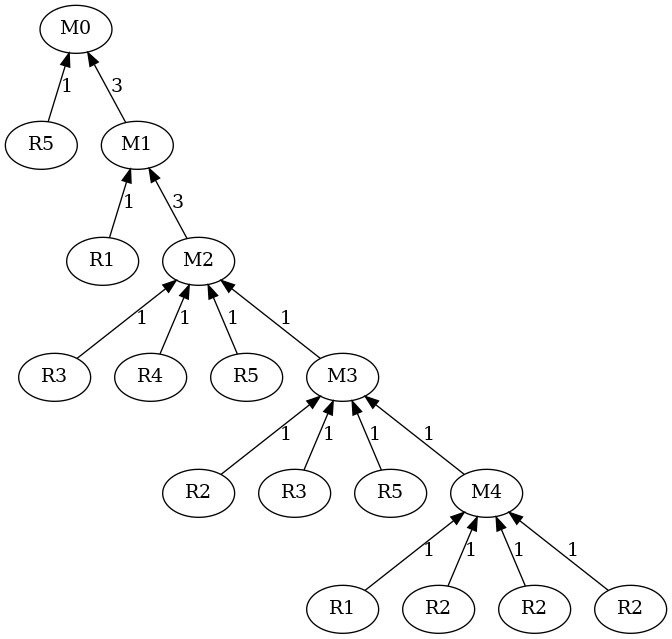 M0
1 3
R5 M1
1 3
R1 M2
1 1 1 1
R3 R4 R5 M3
1 1 1 1
R2 R3 R5 M4
1 1 1 1
R1 R2 R2 R2